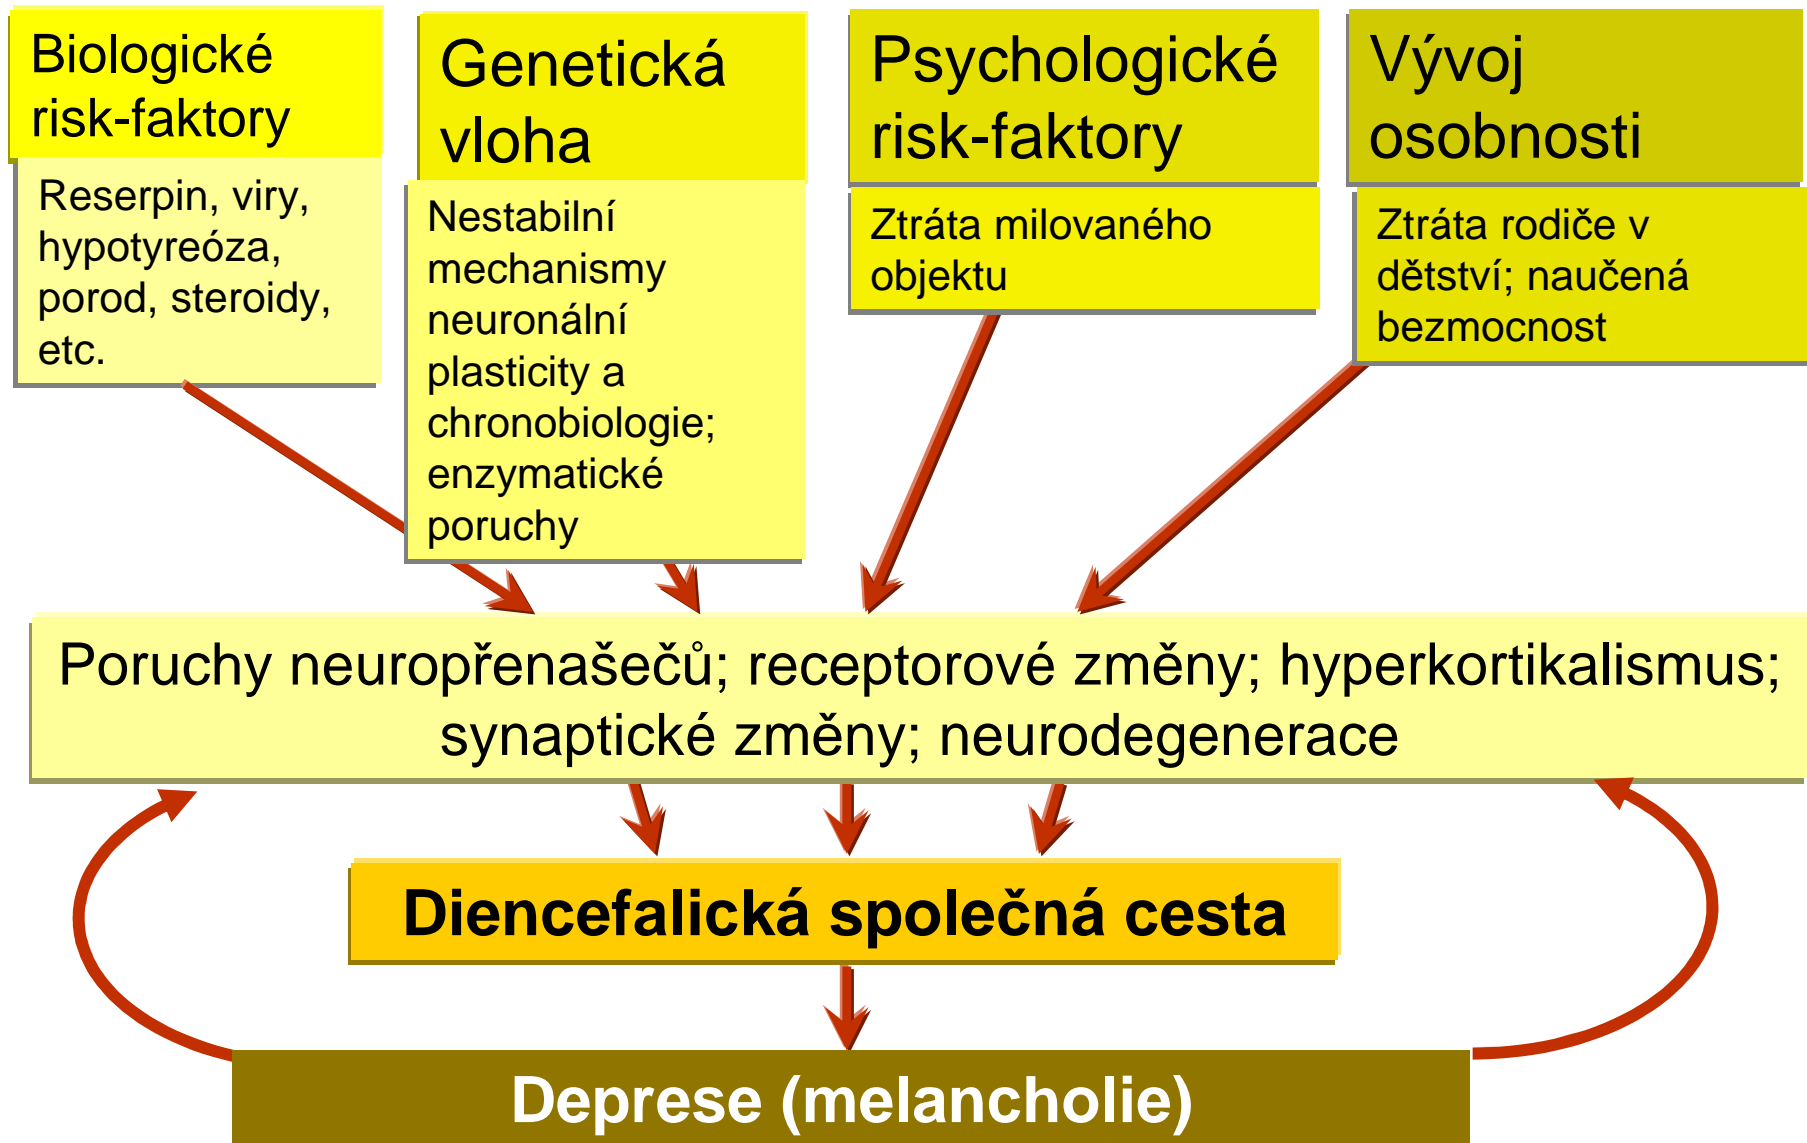 Biologické
risk-faktory
Reserpin, viry,
hypotyreóza,
porod, steroidy,
etc.
Genetická
vloha
Nestabilní
mechanismy
neuronální
plasticity a
chronobiologie;
enzymatické
poruchy
Psychologické
risk-faktory
Ztráta milovaného
objektu
Vývoj
osobnosti
Ztráta rodiče v
dětství; naučená
bezmocnost
Poruchy neuropřenašečů; receptorové změny; hyperkortikalismus;
synaptické změny; neurodegenerace
Diencefalická společná cesta
Deprese (melancholie)